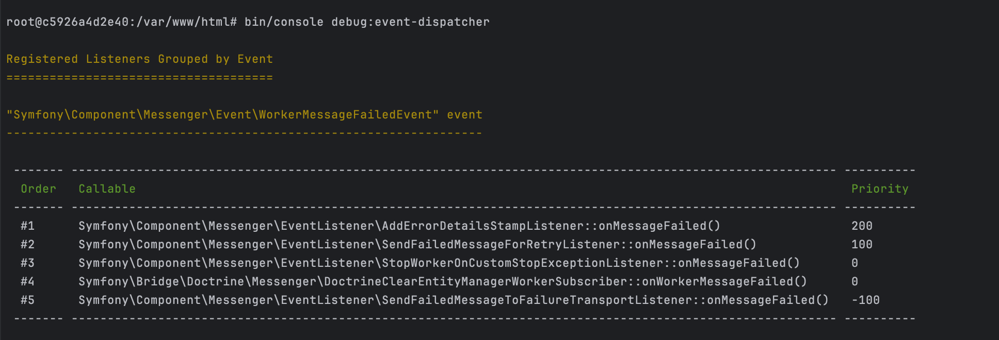 root@c5926a4d2e40:/var/www/html# bin/console debug:event-dispatcher
Registered Listeners Grouped by Event
=====================================
"Symfony\Component\Messenger\Event\WorkerMessageFailedEvent" event
------------------------------------------------------------------
------- ---------------------------------------------------------------------------------------------------------- ----------
Order Callable Priority
------- ---------------------------------------------------------------------------------------------------------- ----------
#1 Symfony\Component\Messenger\EventListener\AddErrorDetailsStampListener::onMessageFailed() 200
#2 Symfony\Component\Messenger\EventListener\SendFailedMessageForRetryListener::onMessageFailed() 100
#3 Symfony\Component\Messenger\EventListener\StopWorkerOnCustomStopExceptionListener::onMessageFailed() 0
#4 Symfony\Bridge\Doctrine\Messenger\DoctrineClearEntityManagerWorkerSubscriber::onWorkerMessageFailed() 0
#5 Symfony\Component\Messenger\EventListener\SendFailedMessageToFailureTransportListener::onMessageFailed() -100
------- ---------------------------------------------------------------------------------------------------------- ----------